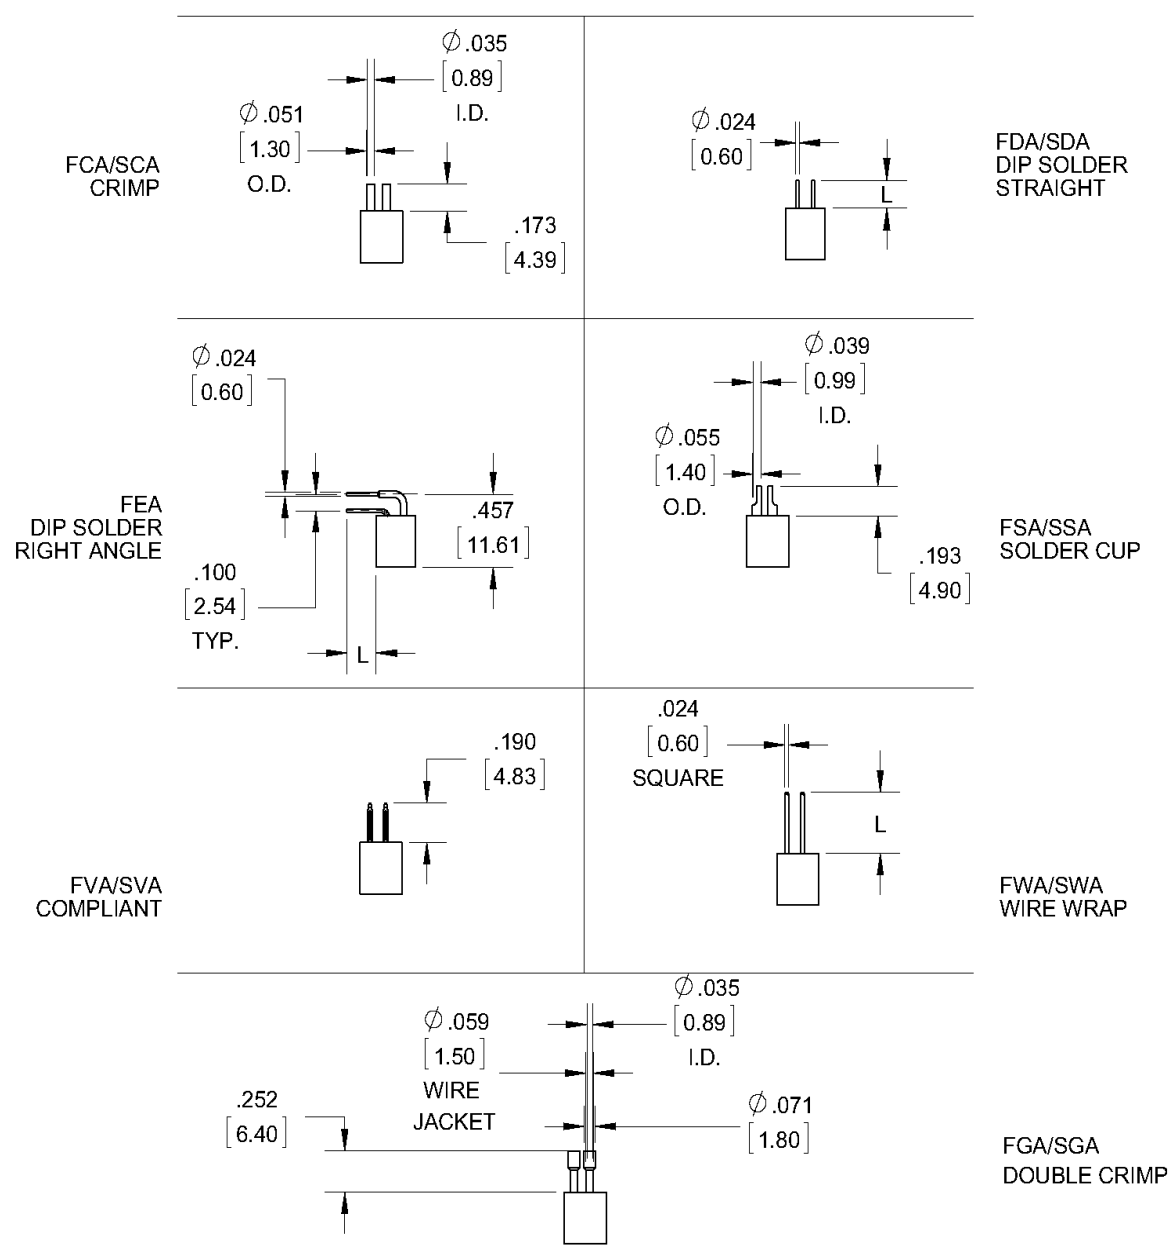 FCA/SCA
CRIMP
Ø .035
[0.89]
I.D.
Ø .051
[1.30]
O.D.
.173
[4.39]
Ø .024
[0.60]
L
FDA/SDA
DIP SOLDER
STRAIGHT
FEA
DIP SOLDER
RIGHT ANGLE
Ø .024
[0.60]
.457
[11.61]
.100
[2.54]
TYP.
L
Ø .039
[0.99]
I.D.
Ø .055
[1.40]
O.D.
.193
[4.90]
FSA/SSA
SOLDER CUP
FVA/SVA
COMPLIANT
.190
[4.83]
.024
[0.60]
SQUARE
L
FWA/SWA
WIRE WRAP
Ø .035
[0.89]
I.D.
Ø .059
[1.50]
WIRE
JACKET
.252
[6.40]
Ø .071
[1.80]
FGA/SGA
DOUBLE CRIMP